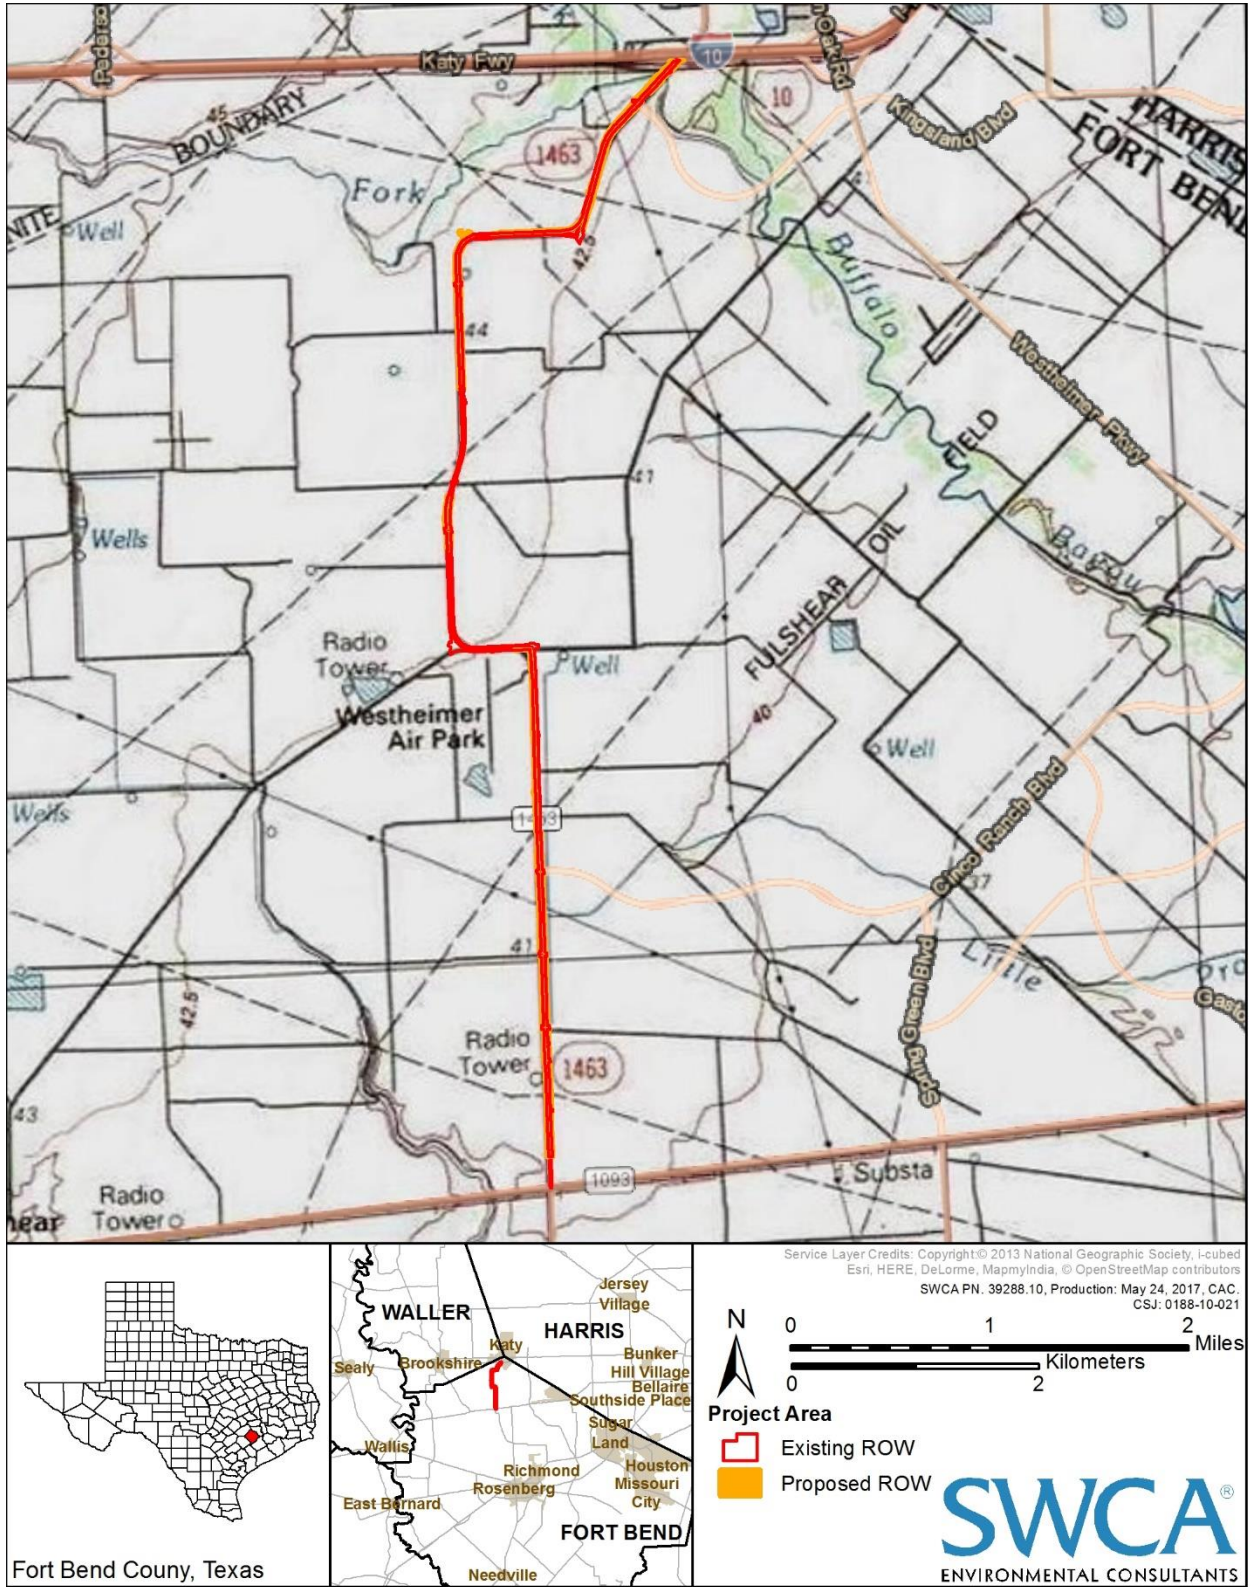 Pederso
Katy Fwy
10
Oak Rd
10
Kingsland Blvd
45
BOUNDARY
1463
HARRIS
FORT BEND
Fork
NITE
Well
42.5
Buffalo
44
Westheimer Pkwy
FIELD
41
Wells
OIL
Bayou
FULSHEAR
Radio
Tower
Well
Westheimer
Air Park
40
Well
Wells
Cinco Ranch Blvd
37
41
Little
Spring Green Blvd
42.5
Radio
Tower
1463
43
1093
Substa
Radio
Tower
Fort Bend Couny, Texas
WALLER
HARRIS
Jersey
Village
Katy
Sealy
Brookshire
Bunker
Hill Village
Bellaire
Southside Place
Sugar
Land
Wallis
Houston
Richmond
Rosenberg
Missouri
City
East Bernard
FORT BEND
Needville
Service Layer Credits: Copyright:© 2013 National Geographic Society, i-cubed
Esri, HERE, DeLorme, MapmyIndia, © OpenStreetMap contributors
SWCA PN. 39288.10, Production: May 24, 2017, CAC.
CSJ: 0188-10-021
N
0 1 2
Miles
Kilometers
0 2
Project Area
Existing ROW
Proposed ROW
SWCA®
ENVIRONMENTAL CONSULTANTS